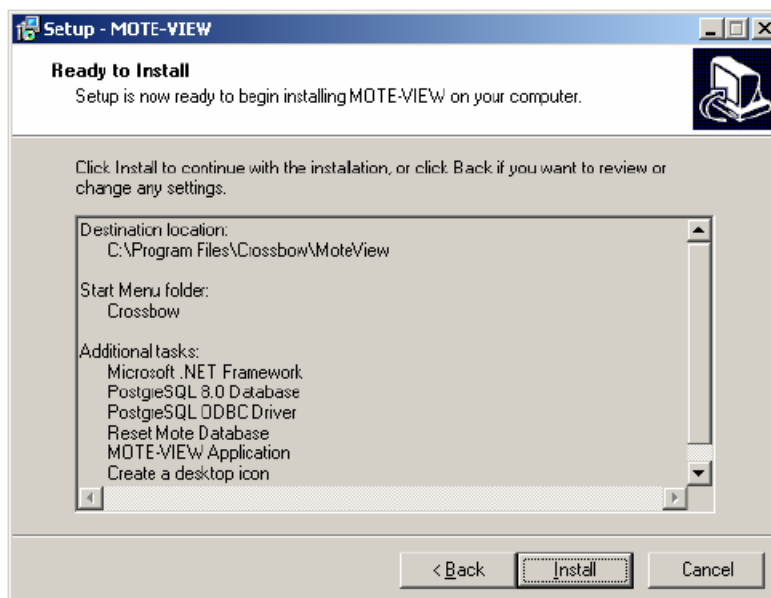 Setup - MOTE-VIEW
Ready to Install
Setup is now ready to begin installing MOTE-VIEW on your computer.
Click Install to continue with the installation, or click Back if you want to review or
change any settings.
Destination location:
C:\Program Files\Crossbow\MoteView
Start Menu folder:
Crossbow
Additional tasks:
Microsoft .NET Framework
PostgreSQL 8.0 Database
PostgreSQL ODBC Driver
Reset Mote Database
MOTE-VIEW Application
Create a desktop icon
< Back
Install
Cancel